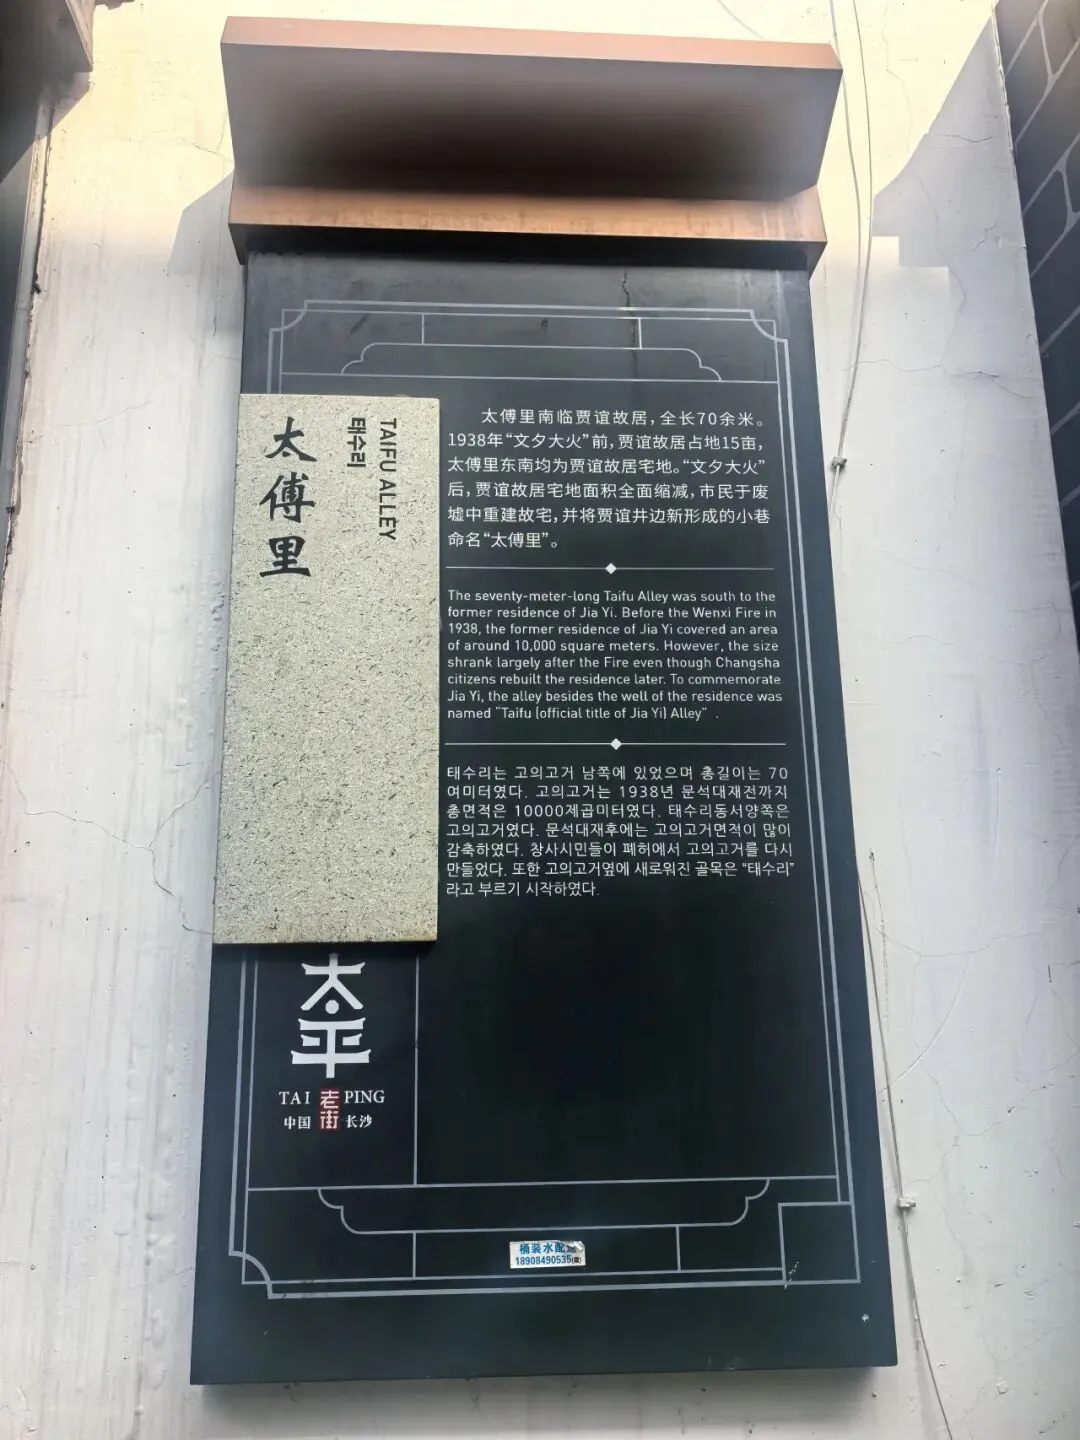 太傅里
태수리
TAIFU ALLEY
太傅里南临贾谊故居，全长70余米。
1938年“文夕大火”前，贾谊故居占地15亩，
太傅里东南均为贾谊故居宅地。“文夕大火”
后，贾谊故居宅地面积全面缩减，市民于废
墟中重建故宅，并将贾谊井边新形成的小巷
命名“太傅里”。
The seventy-meter-long Taifu Alley was south to the
former residence of Jia Yi. Before the Wenxi Fire in
1938, the former residence of Jia Yi covered an area
of around 10,000 square meters. However, the size
shrank largely after the Fire even though Changsha
citizens rebuilt the residence later. To commemorate
Jia Yi, the alley besides the well of the residence was
named “Taifu (official title of Jia Yi) Alley” .
태수리는 고의고거 남쪽에 있었으며 총길이는 70
여미터였다. 고의고거는 1938년 문석대재전까지
총면적은 10000제곱미터였다. 태수리동서양쪽은
고의고거였다. 문석대재후에는 고의고거면적이 많이
감축하였다. 창사시민들이 폐허에서 고의고거를 다시
만들었다. 또한 고의고거옆에 새로워진 골목은 “태수리”
라고 부르기 시작하였다.
太平
TAI 老街 PING
中国 长沙
桶装水配送
18908490535